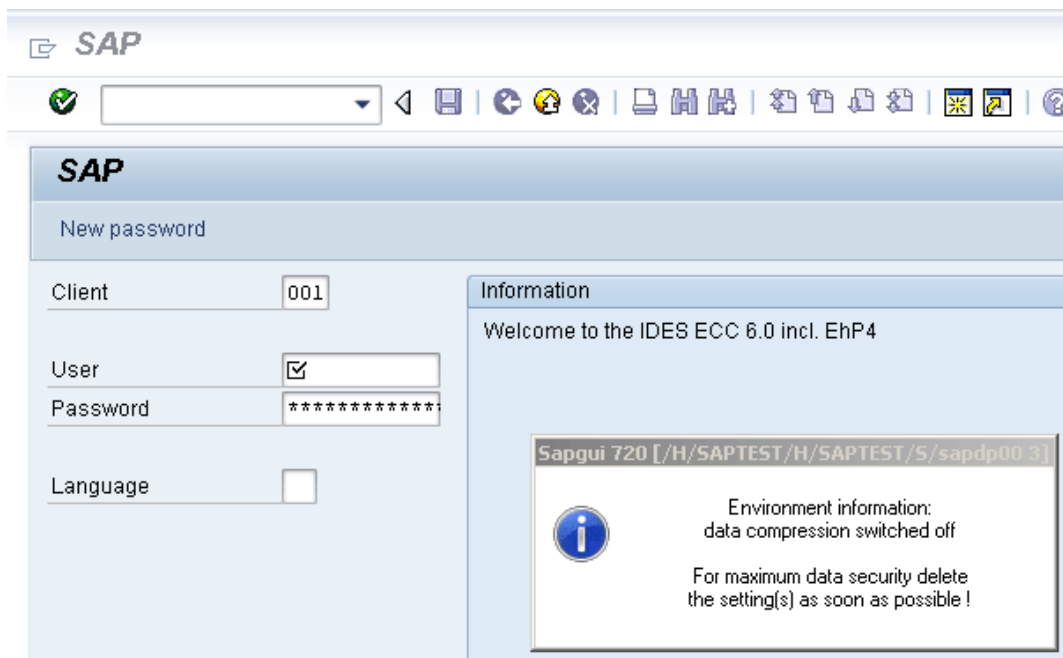 SAP
SAP
New password
Client 001
User
Password *************
Language
Information
Welcome to the IDES ECC 6.0 incl. EhP4
Sapgui 720 [/H/SAPTEST/H/SAPTEST/S/sapdp00 3]
Environment information:
data compression switched off
For maximum data security delete
the setting(s) as soon as possible !